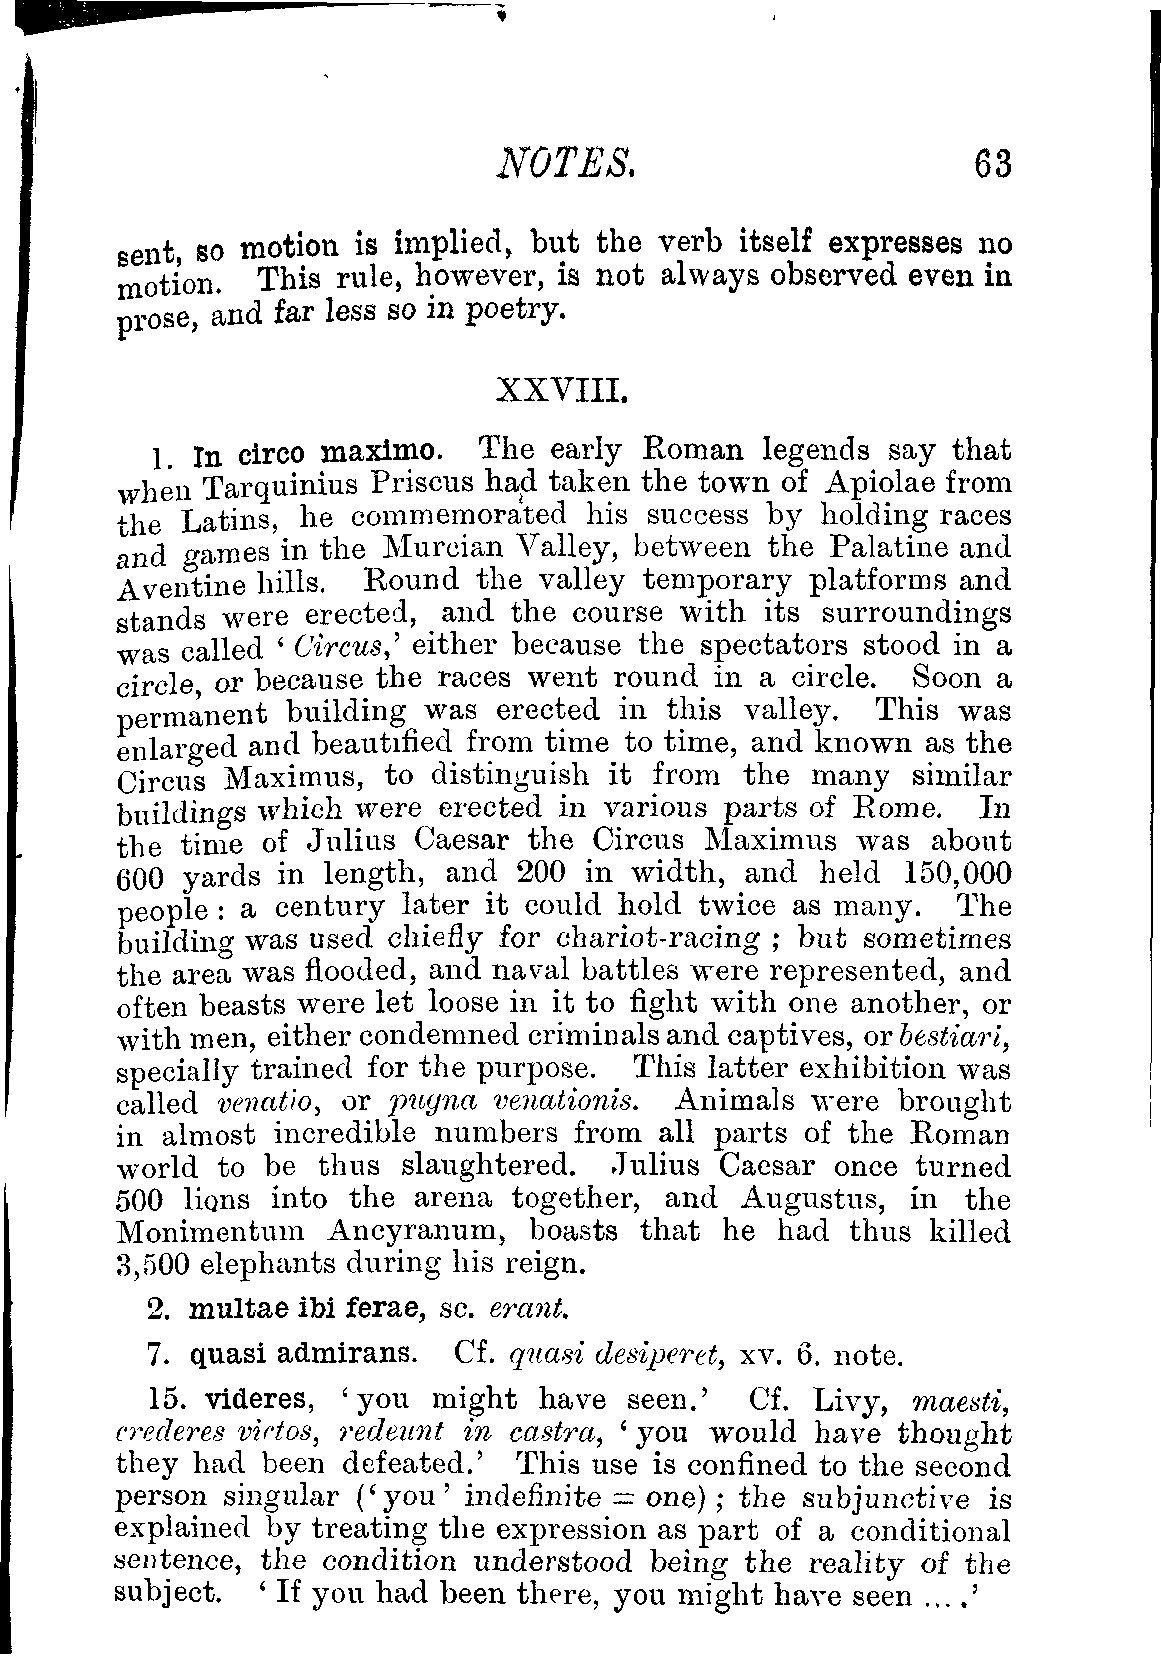 NOTES. 63
sent, so motion is implied, but the verb itself expresses no
motion. This rule, however, is not always observed even in
prose, and far less so in poetry.
XXVIII.
1. In circo maximo. The early Roman legends say that
when Tarquinius Priscus had taken the town of Apiolae from
the Latins, he commemorated his success by holding races
and games in the Murcian Valley, between the Palatine and
Aventine hills. Round the valley temporary platforms and
stands were erected, and the course with its surroundings
was called ‘Circus,’ either because the spectators stood in a
circle, or because the races went round in a circle. Soon a
permanent building was erected in this valley. This was
enlarged and beautified from time to time, and known as the
Circus Maximus, to distinguish it from the many similar
buildings which were erected in various parts of Rome. In
the time of Julius Caesar the Circus Maximus was about
600 yards in length, and 200 in width, and held 150,000
people : a century later it could hold twice as many. The
building was used chiefly for chariot-racing ; but sometimes
the area was flooded, and naval battles were represented, and
often beasts were let loose in it to fight with one another, or
with men, either condemned criminals and captives, or bestiari,
specially trained for the purpose. This latter exhibition was
called venatio, or pugna venationis. Animals were brought
in almost incredible numbers from all parts of the Roman
world to be thus slaughtered. Julius Caesar once turned
500 lions into the arena together, and Augustus, in the
Monimentum Ancyranum, boasts that he had thus killed
3,500 elephants during his reign.
2. multae ibi ferae, sc. erant.
7. quasi admirans. Cf. quasi desiperet, xv. 6. note.
15. videres, ‘you might have seen.’ Cf. Livy, maesti,
crederes victos, redeunt in castra, ‘you would have thought
they had been defeated.’ This use is confined to the second
person singular (‘you’ indefinite = one) ; the subjunctive is
explained by treating the expression as part of a conditional
sentence, the condition understood being the reality of the
subject. ‘If you had been there, you might have seen ... .’